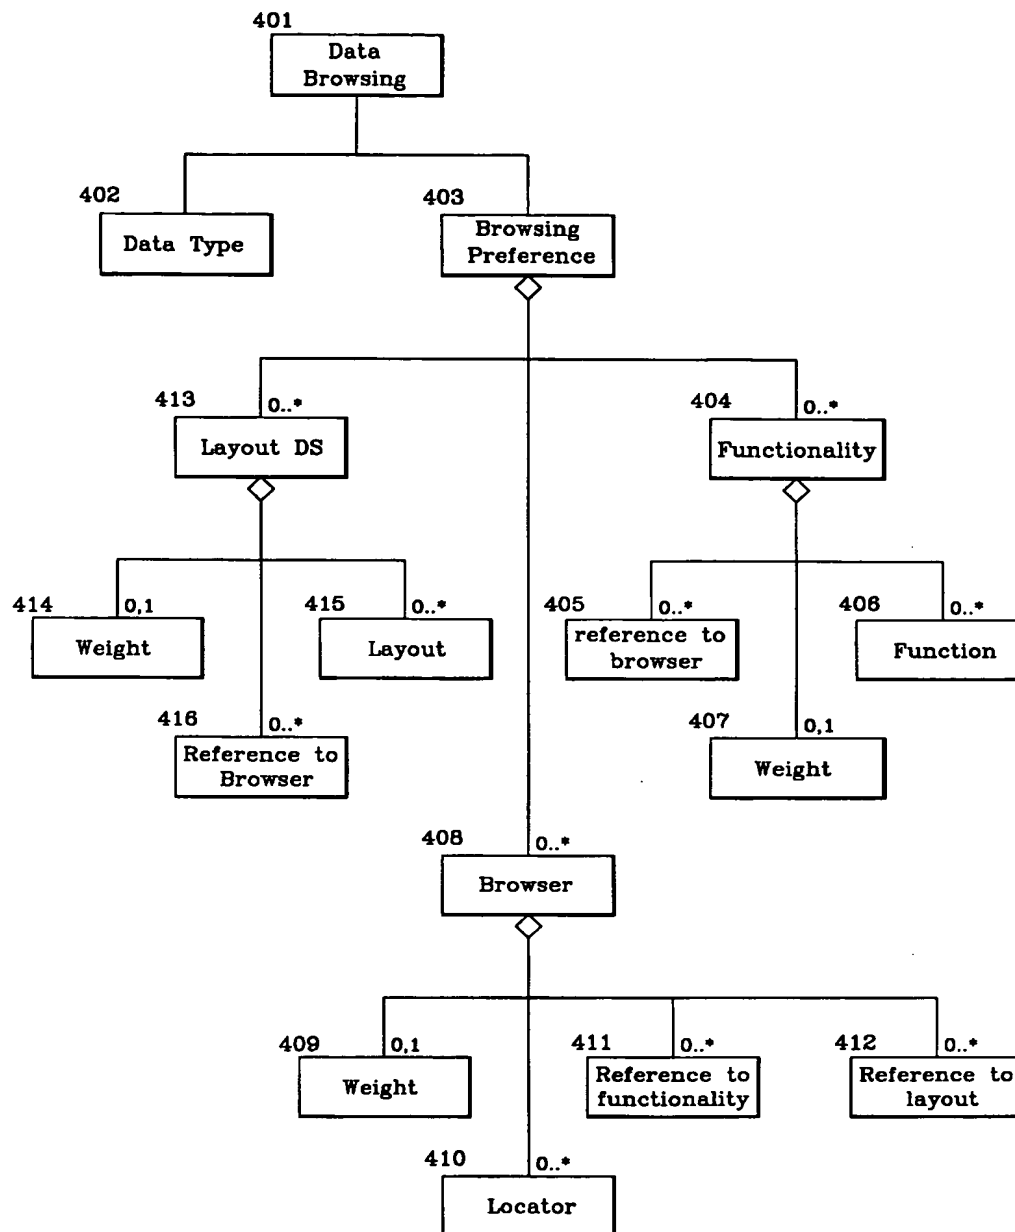 401
Data
Browsing
402
Data Type
403
Browsing
Preference
413
0..*
Layout DS
404
0..*
Functionality
414
0,1
Weight
415
0..*
Layout
405
0..*
reference to
browser
406
0..*
Function
416
0..*
Reference to
Browser
407
0,1
Weight
408
0..*
Browser
409
0,1
Weight
411
0..*
Reference to
functionality
412
0..*
Reference to
layout
410
0..*
Locator